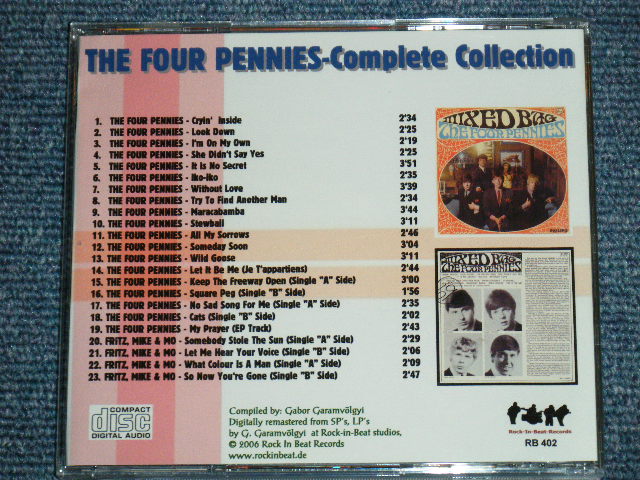 THE FOUR PENNIES-Complete Collection
1. THE FOUR PENNIES - Cryin' Inside 2'34
2. THE FOUR PENNIES - Look Down 2'25
3. THE FOUR PENNIES - I'm On My Own 2'19
4. THE FOUR PENNIES - She Didn't Say Yes 2'25
5. THE FOUR PENNIES - It Is No Secret 3'51
6. THE FOUR PENNIES - Iko-Iko 2'35
7. THE FOUR PENNIES - Without Love 3'39
8. THE FOUR PENNIES - Try To Find Another Man 2'34
9. THE FOUR PENNIES - Maracabamba 3'44
10. THE FOUR PENNIES - Stewball 3'11
11. THE FOUR PENNIES - All My Sorrows 2'46
12. THE FOUR PENNIES - Someday Soon 3'04
13. THE FOUR PENNIES - Wild Goose 3'11
14. THE FOUR PENNIES - Let It Be Me (Je T'appartiens) 2'44
15. THE FOUR PENNIES - Keep The Freeway Open (Single "A" Side) 3'00
16. THE FOUR PENNIES - Square Peg (Single "B" Side) 1'56
17. THE FOUR PENNIES - No Sad Song For Me (Single "A" Side) 2'35
18. THE FOUR PENNIES - Cats (Single "B" Side) 2'02
19. THE FOUR PENNIES - My Prayer (EP Track) 2'43
20. FRITZ, MIKE & MO - Somebody Stole The Sun (Single "A" Side) 2'29
21. FRITZ, MIKE & MO - Let Me Hear Your Voice (Single "B" Side) 2'06
22. FRITZ, MIKE & MO - What Colour Is A Man (Single "A" Side) 2'09
23. FRITZ, MIKE & MO - So Now You're Gone (Single "B" Side) 2'47
MIXED BAG
THE FOUR PENNIES
PHILIPS
MIXED BAG
THE FOUR PENNIES
COMPACT
disc
DIGITAL AUDIO
Compiled by: Gabor Garamvölgyi
Digitally remastered from SP's, LP's
by G. Garamvölgyi at Rock-in-Beat studios,
© 2006 Rock In Beat Records
www.rockinbeat.de
Rock-In-Beat-Records
RB 402